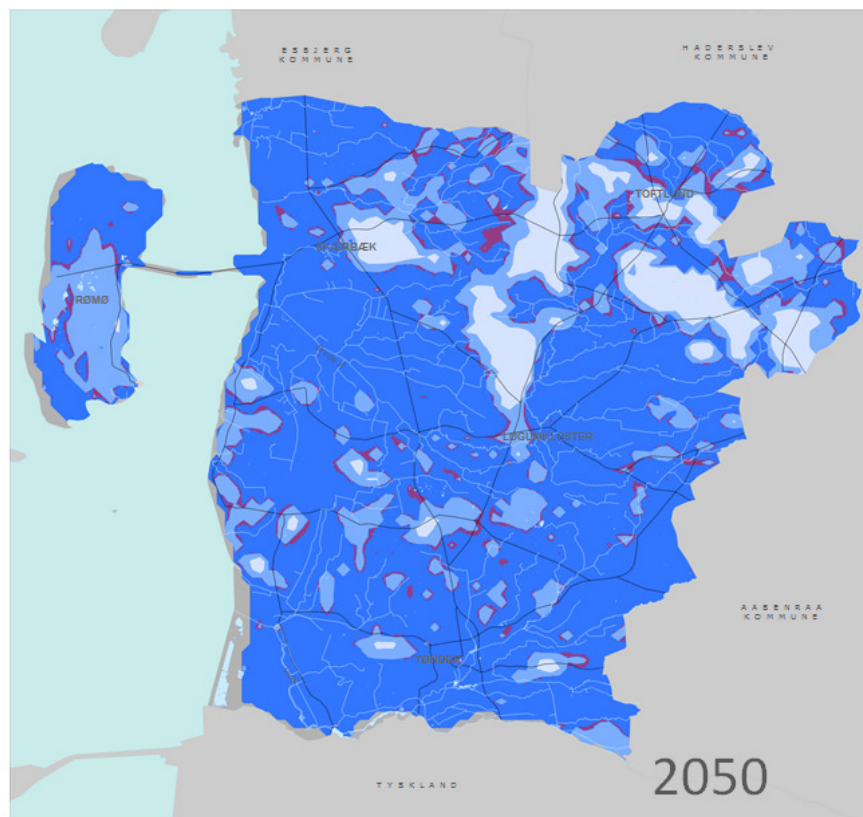 ESBJERG
KOMMUNE
HADERSLEV
KOMMUNE
TOFTLUND
SKÆRBÆK
RØMØ
LØGUMKLOSTER
AABENRAA
KOMMUNE
TØNDER
2050
TYSKLAND